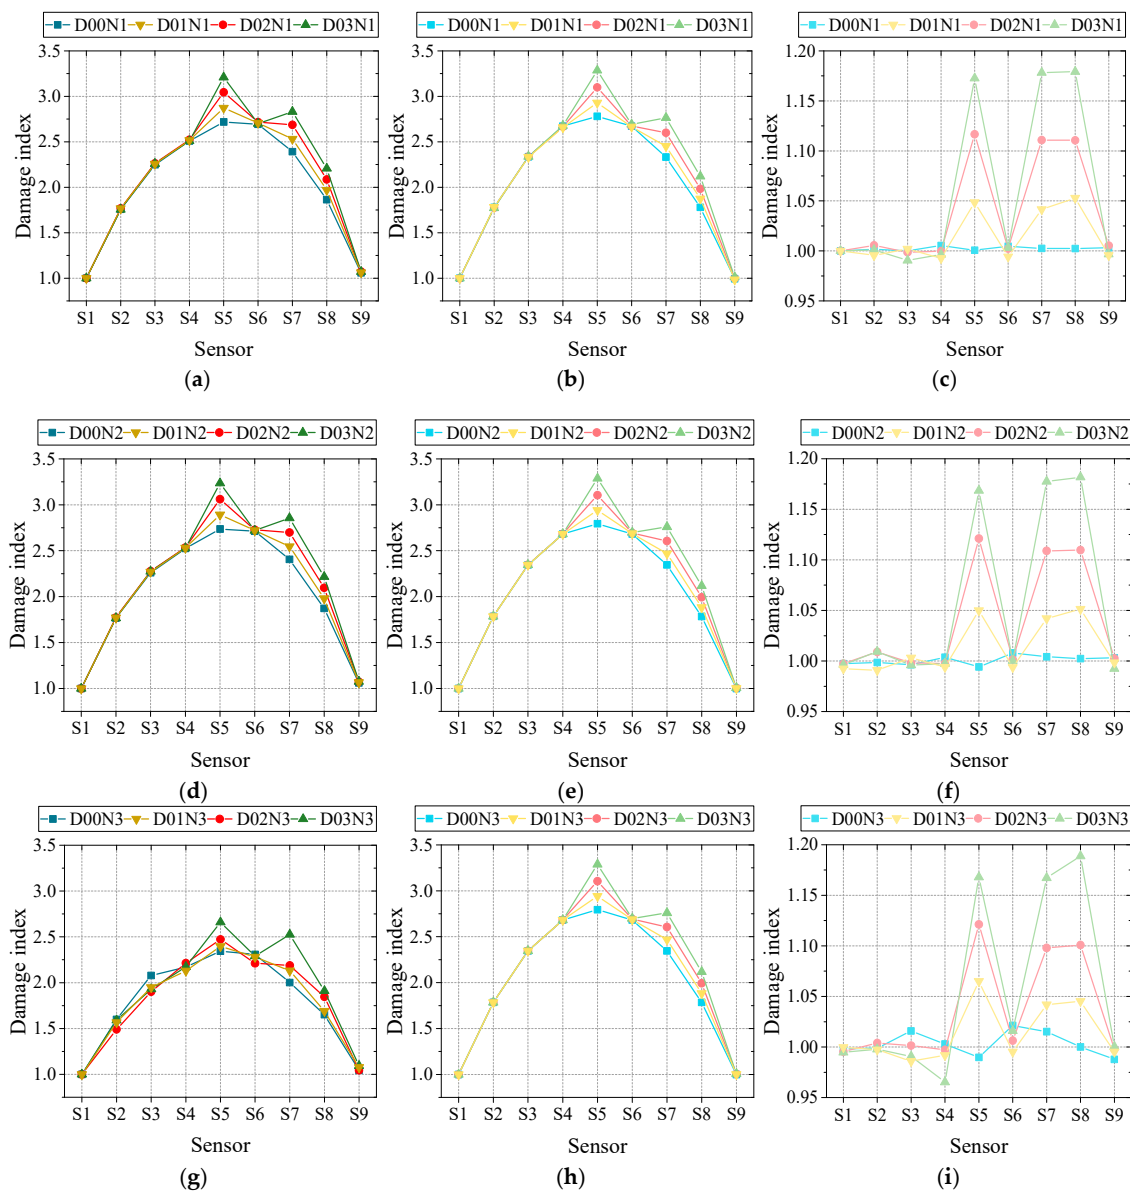 D00N1 D01N1 D02N1 D03N1
Damage index
3.5
3.0
2.5
2.0
1.5
1.0
S1 S2 S3 S4 S5 S6 S7 S8 S9
Sensor
(a)
D00N1 D01N1 D02N1 D03N1
Damage index
3.5
3.0
2.5
2.0
1.5
1.0
S1 S2 S3 S4 S5 S6 S7 S8 S9
Sensor
(b)
D00N1 D01N1 D02N1 D03N1
Damage index
1.20
1.15
1.10
1.05
1.00
0.95
S1 S2 S3 S4 S5 S6 S7 S8 S9
Sensor
(c)
D00N2 D01N2 D02N2 D03N2
Damage index
3.5
3.0
2.5
2.0
1.5
1.0
S1 S2 S3 S4 S5 S6 S7 S8 S9
Sensor
(d)
D00N2 D01N2 D02N2 D03N2
Damage index
3.5
3.0
2.5
2.0
1.5
1.0
S1 S2 S3 S4 S5 S6 S7 S8 S9
Sensor
(e)
D00N2 D01N2 D02N2 D03N2
Damage index
1.20
1.15
1.10
1.05
1.00
0.95
S1 S2 S3 S4 S5 S6 S7 S8 S9
Sensor
(f)
D00N3 D01N3 D02N3 D03N3
Damage index
3.5
3.0
2.5
2.0
1.5
1.0
S1 S2 S3 S4 S5 S6 S7 S8 S9
Sensor
(g)
D00N3 D01N3 D02N3 D03N3
Damage index
3.5
3.0
2.5
2.0
1.5
1.0
S1 S2 S3 S4 S5 S6 S7 S8 S9
Sensor
(h)
D00N3 D01N3 D02N3 D03N3
Damage index
1.20
1.15
1.10
1.05
1.00
0.95
S1 S2 S3 S4 S5 S6 S7 S8 S9
Sensor
(i)